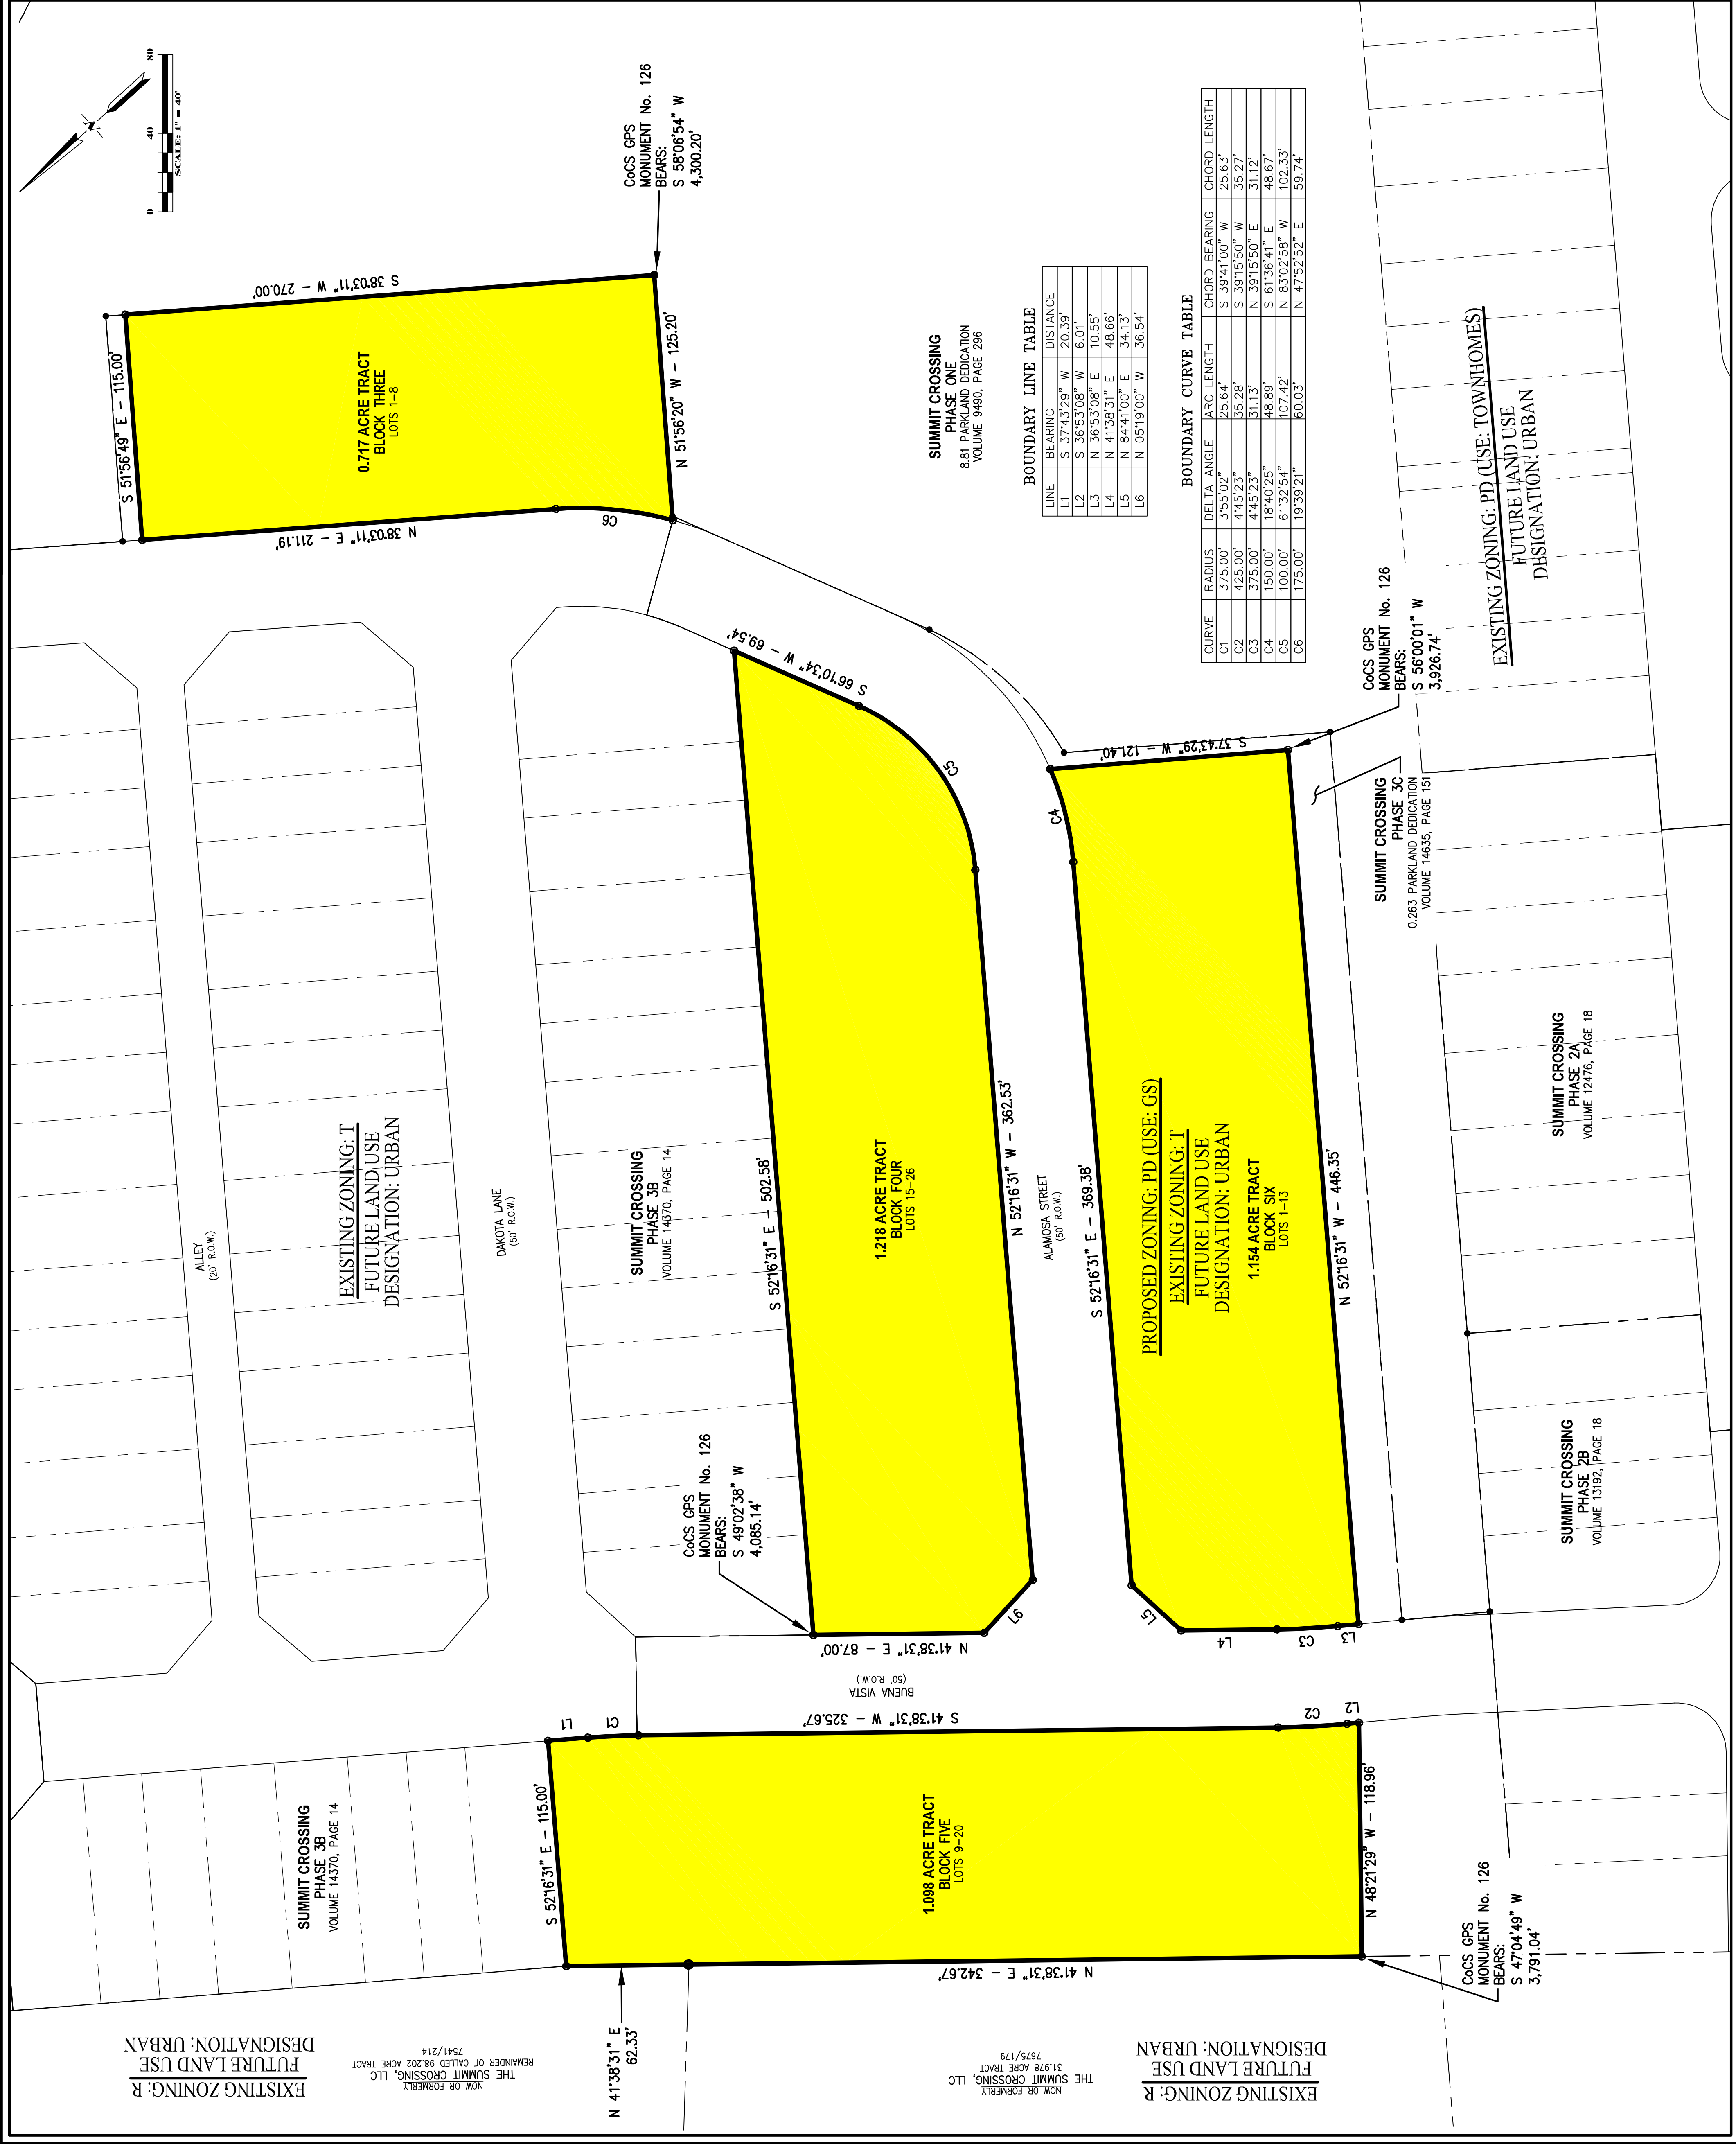 0 40 80
SCALE: 1" = 40'
CoCS GPS
MONUMENT No. 126
BEARS:
S 58°06'54" W
4,300.20'
S 51°56'49" E - 115.00'
S 38°03'11" W - 270.00'
0.717 ACRE TRACT
BLOCK THREE
LOTS 1-8
N 38°03'11" E - 211.19'
C6
N 51°56'20" W - 125.20'
SUMMIT CROSSING
PHASE ONE
8.81 PARKLAND DEDICATION
VOLUME 9490, PAGE 296
BOUNDARY LINE TABLE
LINE BEARING DISTANCE
L1 S 37°43'29" W 20.39'
L2 S 36°53'08" W 6.01'
L3 N 36°53'08" E 10.55'
L4 N 41°38'31" E 48.66'
L5 N 84°41'00" E 34.13'
L6 N 05°19'00" W 36.54'
BOUNDARY CURVE TABLE
CURVE RADIUS DELTA ANGLE ARC LENGTH CHORD BEARING CHORD LENGTH
C1 375.00' 3°55'02" 25.64' S 39°41'00" W 25.63'
C2 425.00' 4°45'23" 35.28' S 39°15'50" W 35.27'
C3 375.00' 4°45'23" 31.13' N 39°15'50" E 31.12'
C4 150.00' 18°40'25" 48.89' S 61°36'41" E 48.67'
C5 100.00' 61°32'54" 107.42' N 83°02'58" W 102.33'
C6 175.00' 19°39'21" 60.03' N 47°52'52" E 59.74'
EXISTING ZONING: PD (USE: TOWNHOMES)
FUTURE LAND USE
DESIGNATION: URBAN
CoCS GPS
MONUMENT No. 126
BEARS:
S 56°00'01" W
3,926.74'
SUMMIT CROSSING
PHASE 3C
0.263 PARKLAND DEDICATION
VOLUME 14635, PAGE 151
ALLEY
(20' R.O.W.)
EXISTING ZONING: T
FUTURE LAND USE
DESIGNATION: URBAN
DAKOTA LANE
(50' R.O.W.)
SUMMIT CROSSING
PHASE 3B
VOLUME 14370, PAGE 14
S 52°16'31" E - 502.58'
S 66°10'34" W - 69.54'
C5
1.218 ACRE TRACT
BLOCK FOUR
LOTS 15-26
N 52°16'31" W - 362.53'
L6
N 41°38'31" E - 87.00'
CoCS GPS
MONUMENT No. 126
BEARS:
S 49°02'38" W
4,085.14'
ALAMOSA STREET
(50' R.O.W.)
S 52°16'31" E - 369.38'
C4
S 37°43'29" W - 121.40'
PROPOSED ZONING: PD (USE: GS)
EXISTING ZONING: T
FUTURE LAND USE
DESIGNATION: URBAN
1.154 ACRE TRACT
BLOCK SIX
LOTS 1-13
N 52°16'31" W - 446.35'
L5
L4
C3
L3
SUMMIT CROSSING
PHASE 2A
VOLUME 12476, PAGE 18
SUMMIT CROSSING
PHASE 2B
VOLUME 13192, PAGE 18
BUENA VISTA
(50' R.O.W.)
SUMMIT CROSSING
PHASE 3B
VOLUME 14370, PAGE 14
S 52°16'31" E - 115.00'
L1
C1
S 41°38'31" W - 325.67'
C2
L2
1.098 ACRE TRACT
BLOCK FIVE
LOTS 9-20
N 48°21'29" W - 118.96'
N 41°38'31" E - 342.67'
N 41°38'31" E
62.33'
CoCS GPS
MONUMENT No. 126
BEARS:
S 47°04'49" W
3,791.04'
EXISTING ZONING: R
FUTURE LAND USE
DESIGNATION: URBAN
NOW OR FORMERLY
THE SUMMIT CROSSING, LLC
REMAINDER OF CALLED 98.202 ACRE TRACT
7541/214
NOW OR FORMERLY
THE SUMMIT CROSSING, LLC
31.978 ACRE TRACT
7675/179
EXISTING ZONING: R
FUTURE LAND USE
DESIGNATION: URBAN